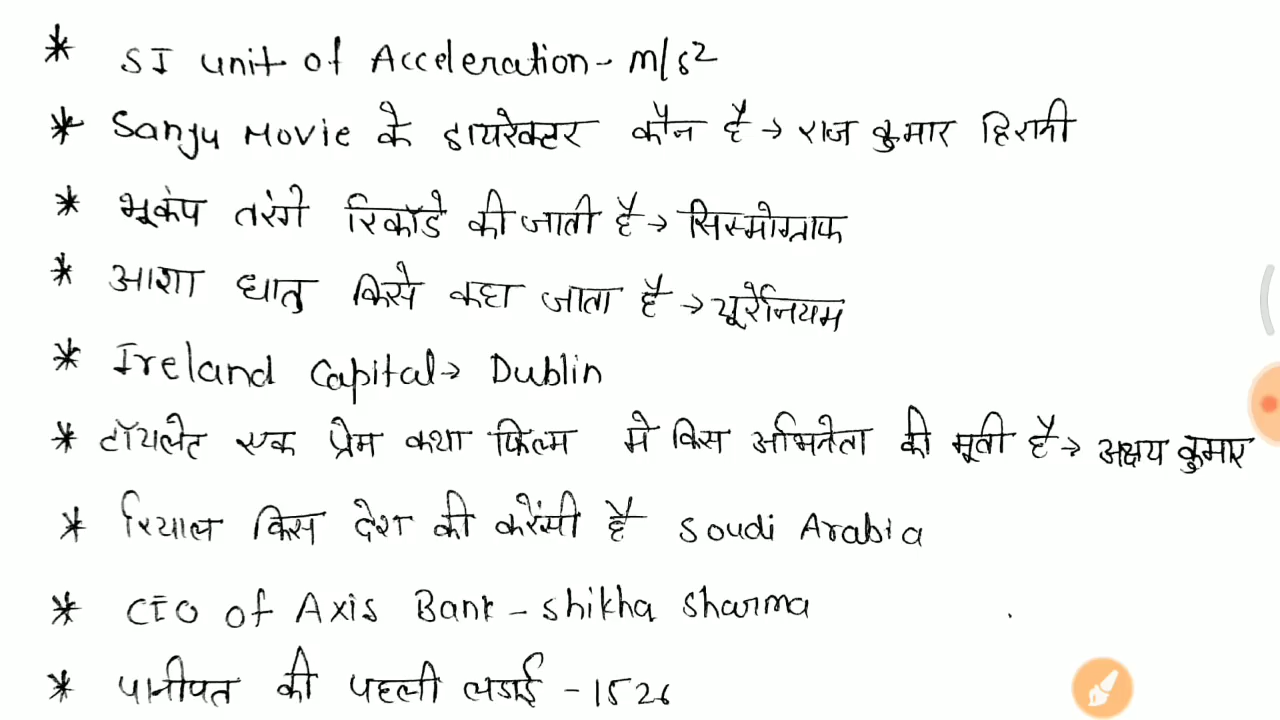 * SI unit of Acceleration - m/s²
* Sanju Movie के डायरेक्टर कौन है → राज कुमार हिरानी
* भूकंप तरंगे रिकॉर्ड की जाती है → सिस्मोग्राफ
* आशा धातु किसे कहा जाता है → यूरेनियम
* Ireland Capital → Dublin
* टॉयलेट एक प्रेम कथा फिल्म मे किस अभिनेता की मूती है → अक्षय कुमार
* रियाल किस देश की करेंसी है Soudi Arabia
* CEO of Axis Bank - Shikha Sharma
* पानीपत की पहली लडाई - 1526